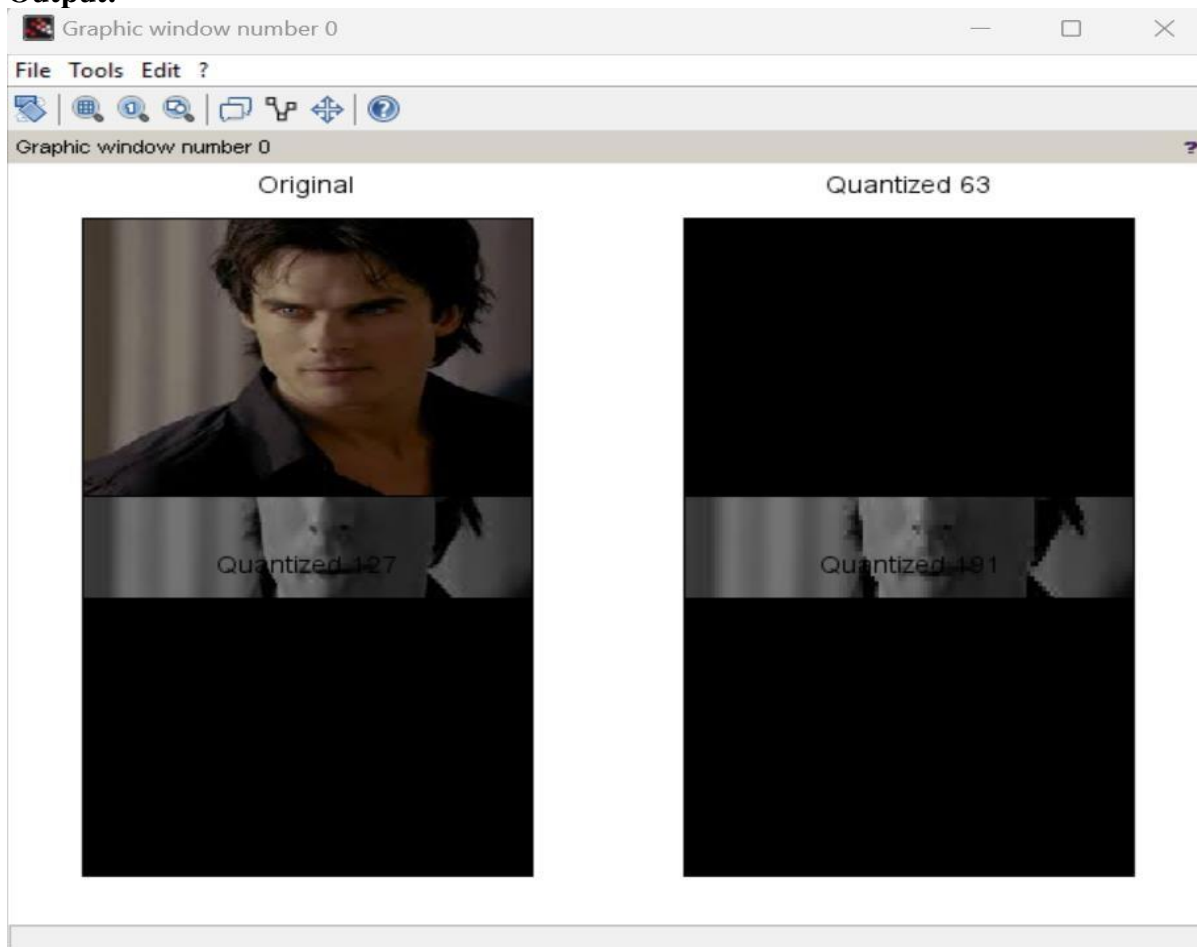 Output:
Graphic window number 0
File Tools Edit ?
Graphic window number 0 ?
Original Quantized 63
Quantized 127 Quantized 191